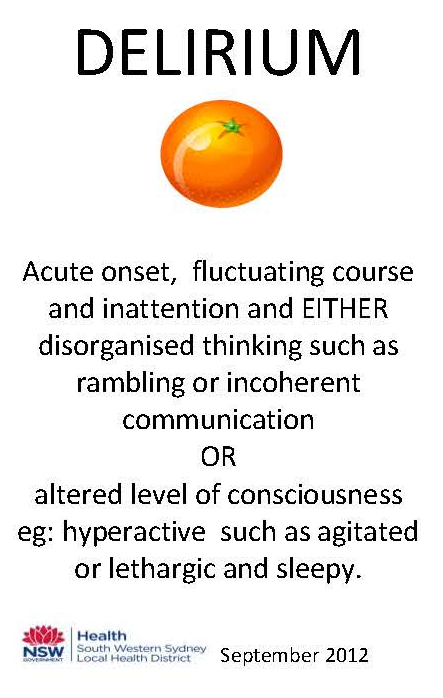 DELIRIUM
Acute onset,  fluctuating course
and inattention and EITHER
disorganised thinking such as
rambling or incoherent
communication
OR
altered level of consciousness
eg: hyperactive  such as agitated
or lethargic and sleepy.
Health
South Western Sydney
Local Health District
NSW
GOVERNMENT
September 2012